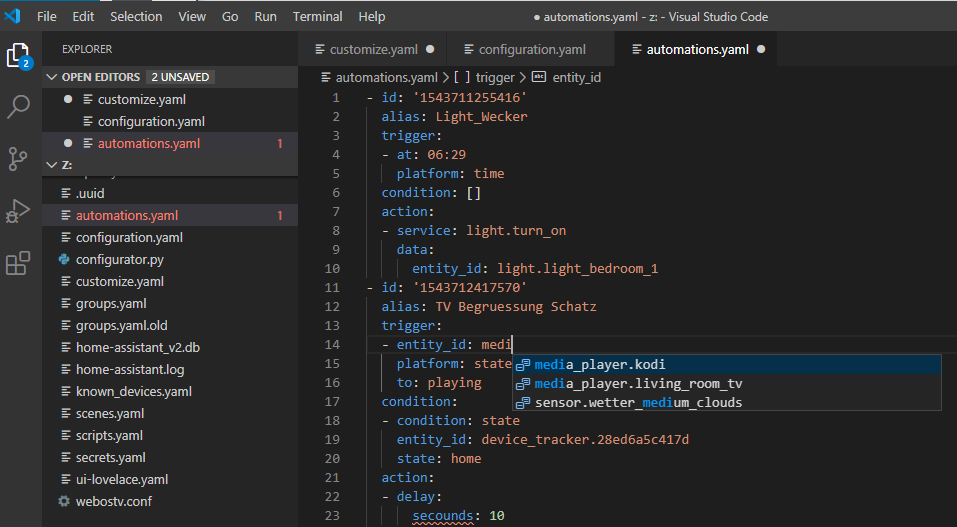 File Edit Selection View Go Run Terminal Help ● automations.yaml - z: - Visual Studio Code
EXPLORER
OPEN EDITORS 2 UNSAVED
customize.yaml
configuration.yaml
automations.yaml 1
Z:
.uuid
automations.yaml 1
configuration.yaml
configurator.py
customize.yaml
groups.yaml
groups.yaml.old
home-assistant_v2.db
home-assistant.log
known_devices.yaml
scenes.yaml
scripts.yaml
secrets.yaml
ui-lovelace.yaml
webostv.conf
2
customize.yaml ● configuration.yaml automations.yaml ●
automations.yaml > [ ] trigger > abc entity_id
1 - id: '1543711255416'
2 alias: Light_Wecker
3 trigger:
4 - at: 06:29
5 platform: time
6 condition: []
7 action:
8 - service: light.turn_on
9 data:
10 entity_id: light.light_bedroom_1
11 - id: '1543712417570'
12 alias: TV Begruessung Schatz
13 trigger:
14 - entity_id: medi
15 platform: state
16 to: playing
17 condition:
18 - condition: state
19 entity_id: device_tracker.28ed6a5c417d
20 state: home
21 action:
22 - delay:
23 secounds: 10
media_player.kodi
media_player.living_room_tv
sensor.wetter_medium_clouds